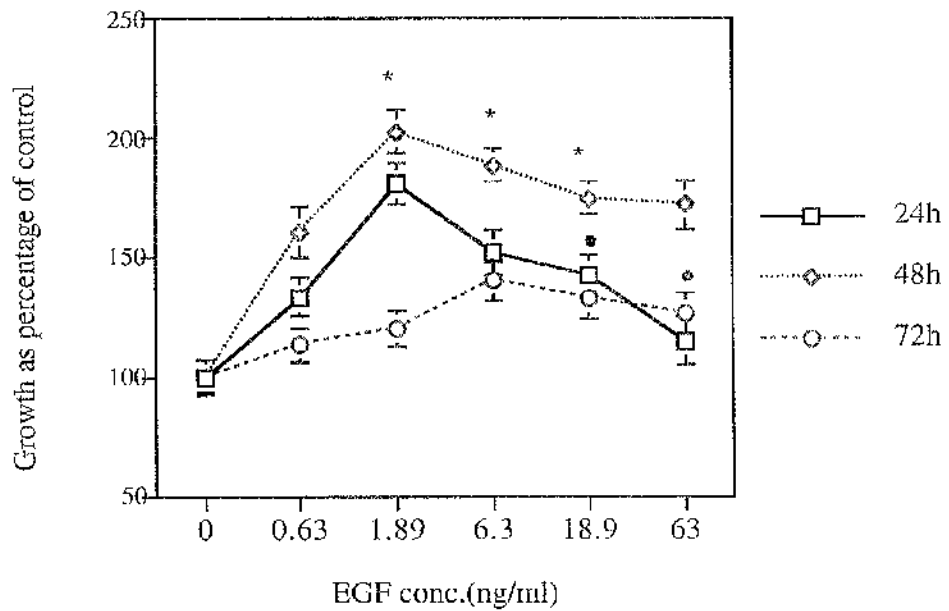 Growth as percentage of control
250
200
150
100
50
*
*
*
0 0.63 1.89 6.3 18.9 63
EGF conc.(ng/ml)
24h
48h
72h